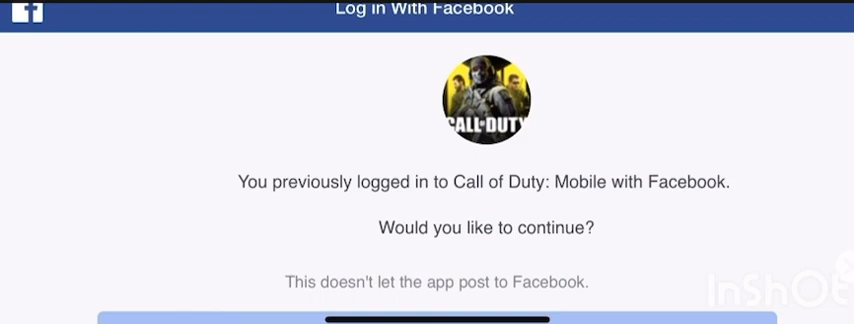 Log in With Facebook
CALL OF DUTY
You previously logged in to Call of Duty: Mobile with Facebook.
Would you like to continue?
This doesn't let the app post to Facebook.
InShOt